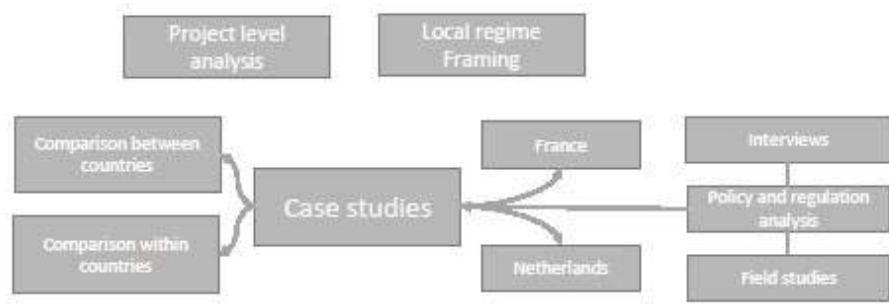 Project level
analysis
Local regime
Framing
Comparison between
countries
France
Interviews
Case studies
Policy and regulation
analysis
Comparison within
countries
Netherlands
Field studies